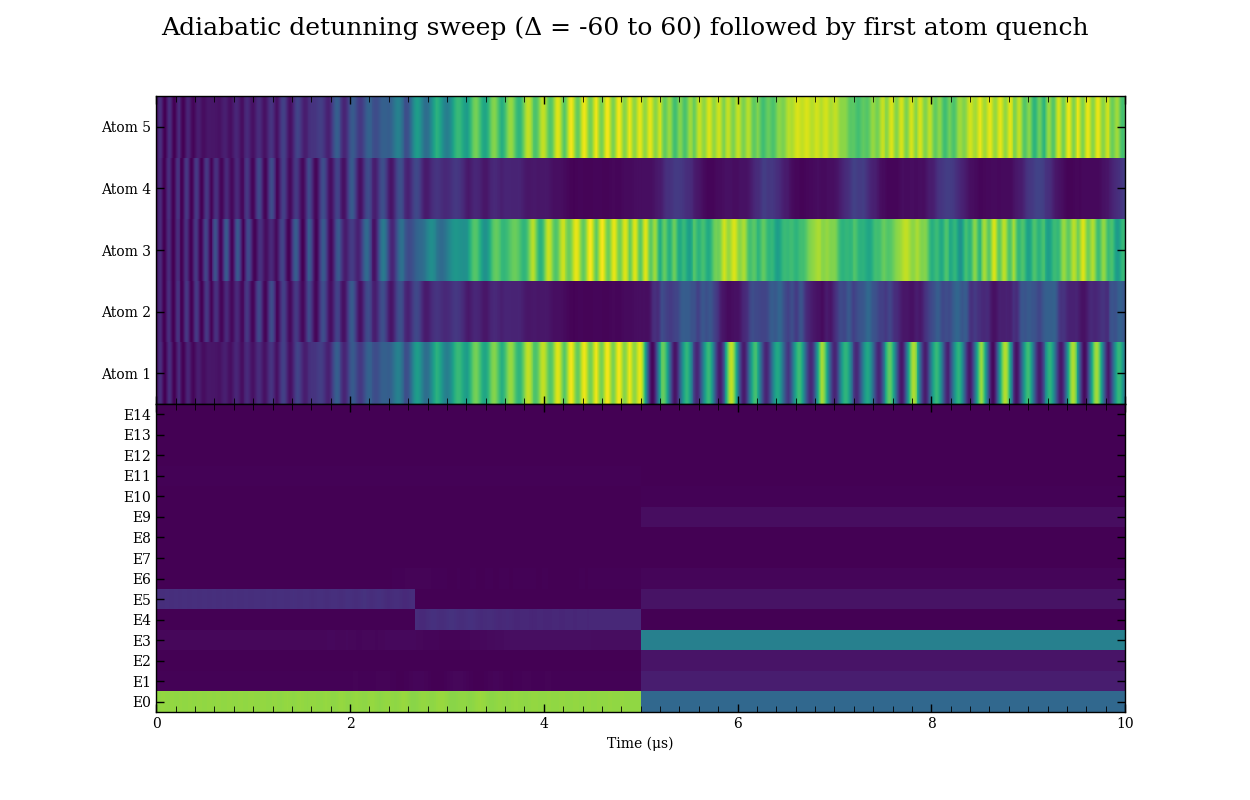 Adiabatic detunning sweep (Δ = -60 to 60) followed by first atom quench
Atom 5
Atom 4
Atom 3
Atom 2
Atom 1
E14
E13
E12
E11
E10
E9
E8
E7
E6
E5
E4
E3
E2
E1
E0
0 2 4 6 8 10
Time (μs)